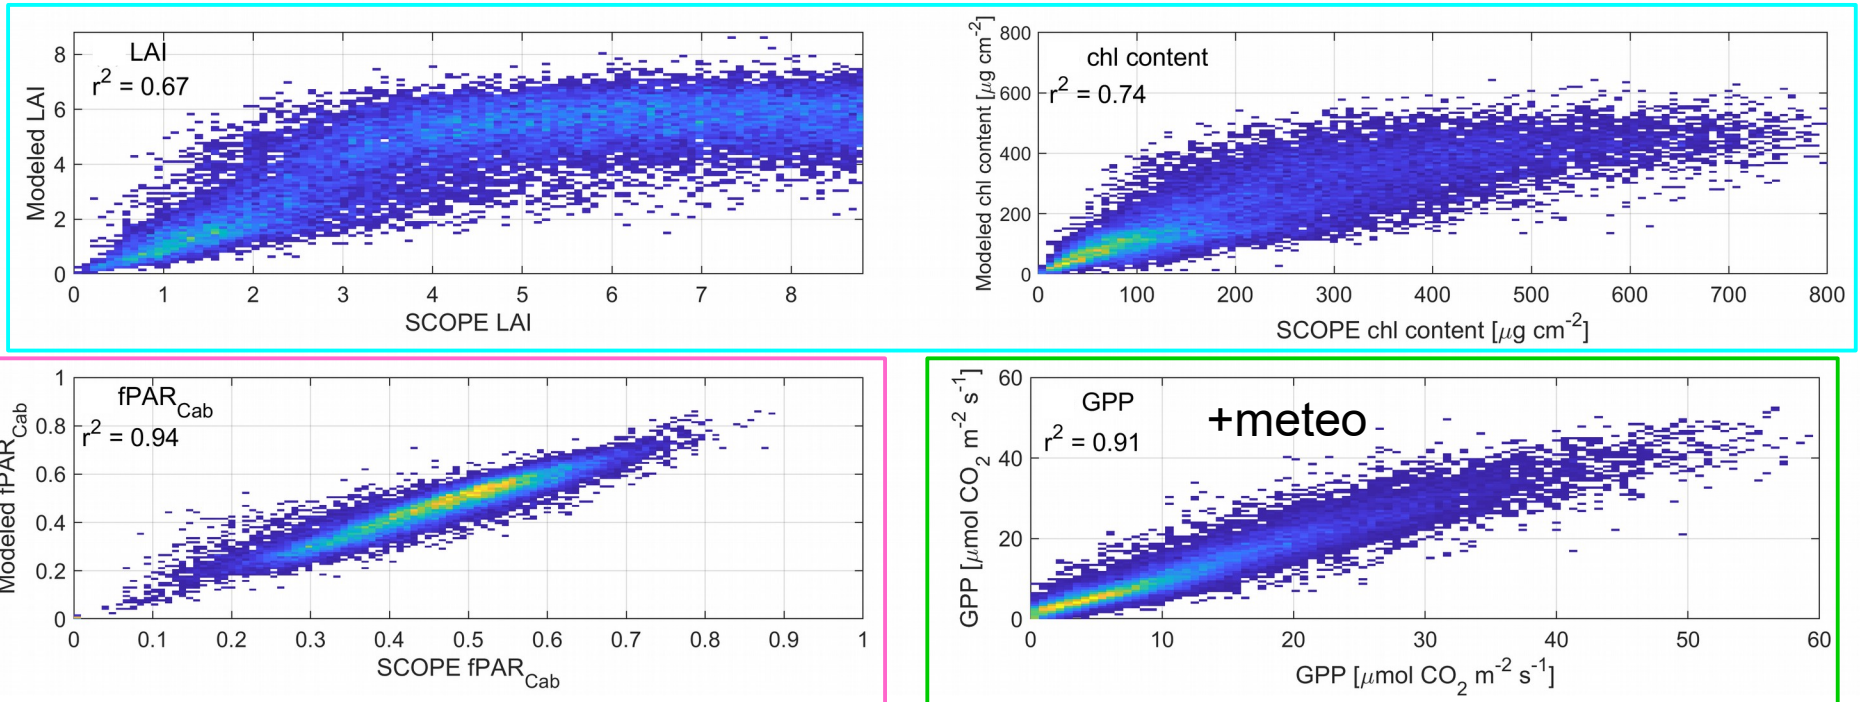 LAI
r² = 0.67
8
6
4
2
0
Modeled LAI
0 1 2 3 4 5 6 7 8
SCOPE LAI
chl content
r² = 0.74
800
600
400
200
0
Modeled chl content [μg cm⁻²]
0 100 200 300 400 500 600 700 800
SCOPE chl content [μg cm⁻²]
fPAR_Cab
r² = 0.94
1
0.8
0.6
0.4
0.2
0
Modeled fPAR_Cab
0 0.1 0.2 0.3 0.4 0.5 0.6 0.7 0.8 0.9 1
SCOPE fPAR_Cab
GPP
r² = 0.91
+meteo
60
40
20
0
GPP [μmol CO₂ m⁻² s⁻¹]
0 10 20 30 40 50 60
GPP [μmol CO₂ m⁻² s⁻¹]